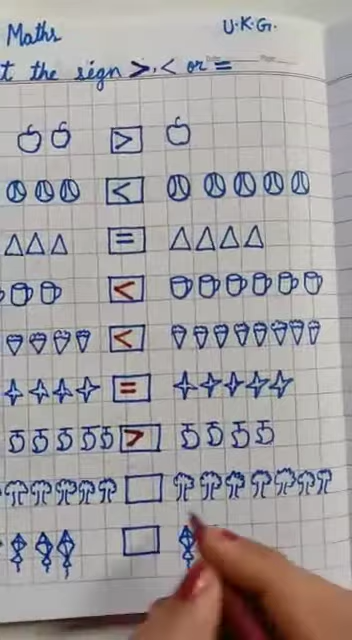 Maths
U.K.G.
t the sign >, < or =
>
<
=
<
<
=
>